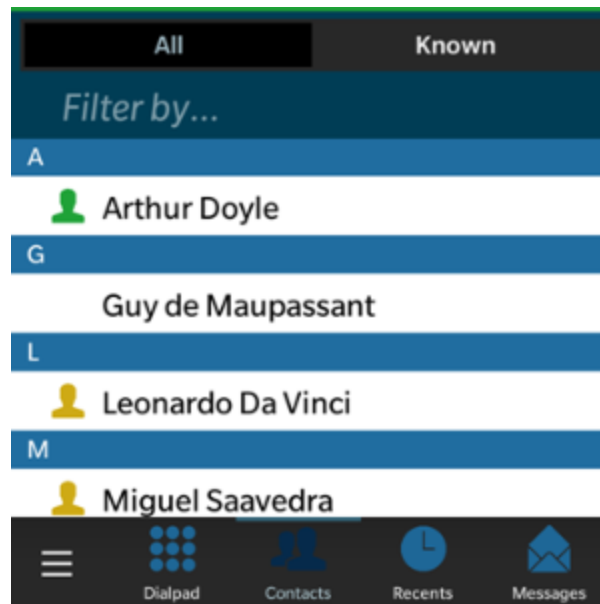 All Known
Filter by...
A
Arthur Doyle
G
Guy de Maupassant
L
Leonardo Da Vinci
M
Miguel Saavedra
Dialpad Contacts Recents Messages